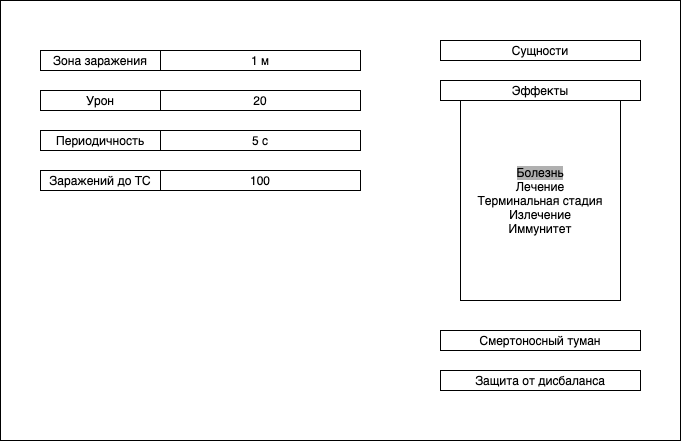 Зона заражения 1 м
Урон 20
Периодичность 5 с
Заражений до ТС 100
Сущности
Эффекты
Болезнь
Лечение
Терминальная стадия
Излечение
Иммунитет
Смертоносный туман
Защита от дисбаланса